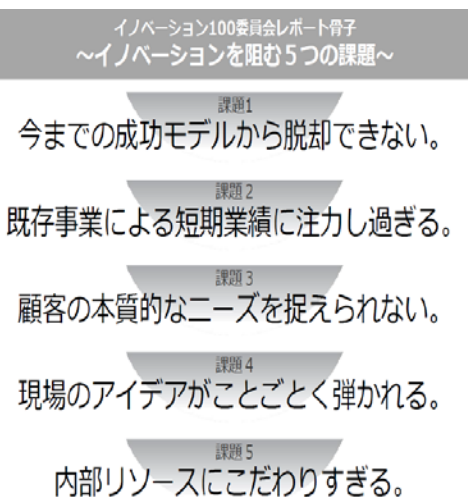 イノベーション100委員会レポート骨子
～イノベーションを阻む5つの課題～
課題1
今までの成功モデルから脱却できない。
課題2
既存事業による短期業績に注力し過ぎる。
課題3
顧客の本質的なニーズを捉えられない。
課題4
現場のアイデアがことごとく弾かれる。
課題5
内部リソースにこだわりすぎる。